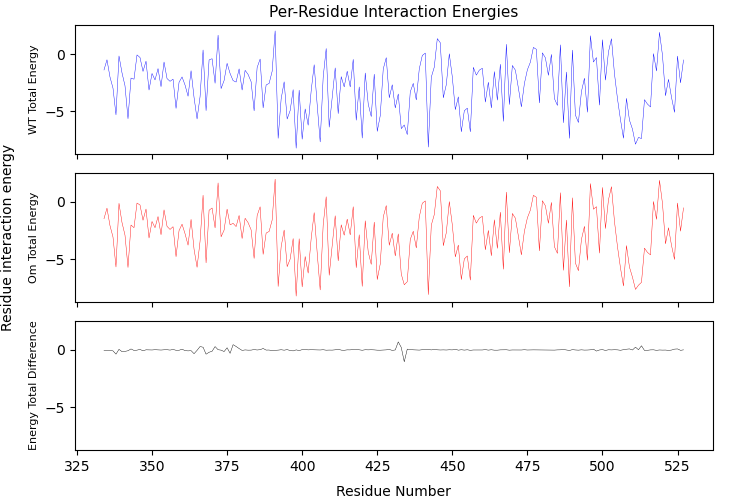 Per-Residue Interaction Energies
Residue interaction energy
WT Total Energy
0
−5
Om Total Energy
0
−5
Energy Total Difference
0
−5
325 350 375 400 425 450 475 500 525
Residue Number